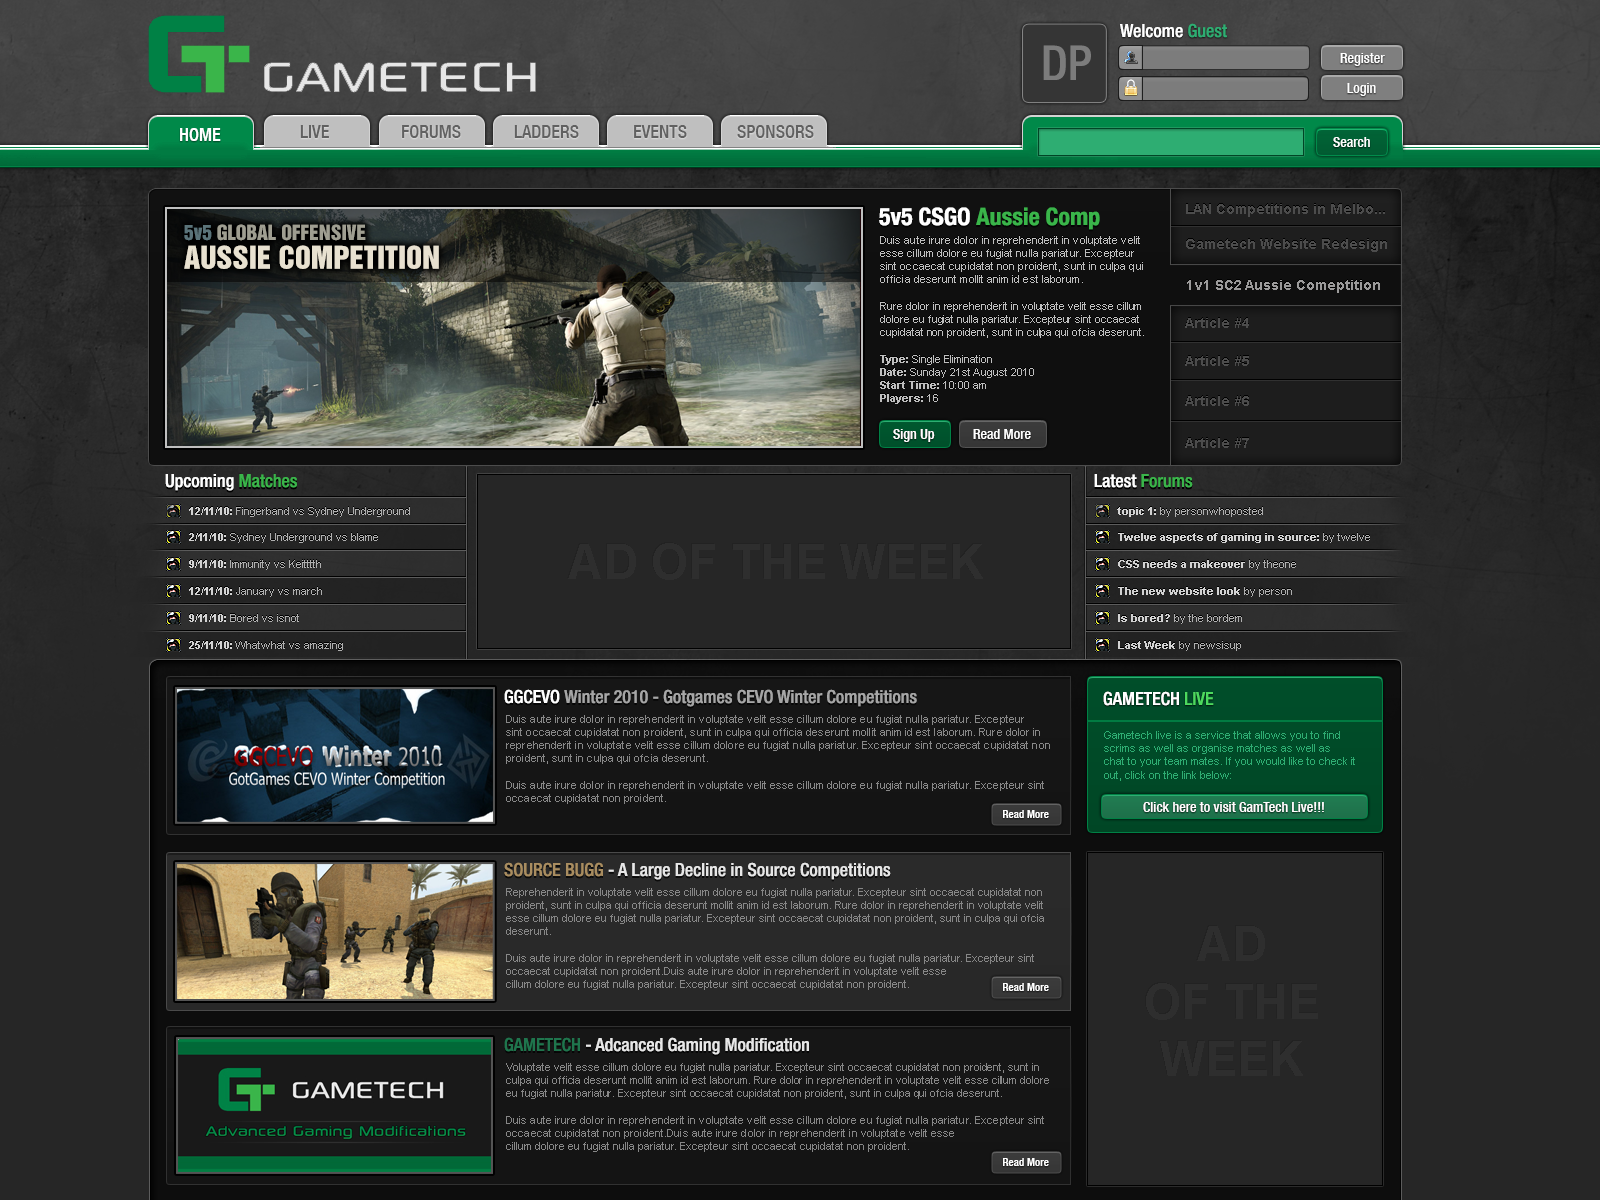 GT GAMETECH
DP
Welcome Guest
Register
Login
HOME
LIVE
FORUMS
LADDERS
EVENTS
SPONSORS
Search
5v5 GLOBAL OFFENSIVE
AUSSIE COMPETITION
5v5 CSGO Aussie Comp
Duis aute irure dolor in reprehenderit in voluptate velit
esse cillum dolore eu fugiat nulla pariatur. Excepteur
sint occaecat cupidatat non proident, sunt in culpa qui
officia deserunt mollit anim id est laborum.
Rure dolor in reprehenderit in voluptate velit esse cillum
dolore eu fugiat nulla pariatur. Excepteur sint occaecat
cupidatat non proident, sunt in culpa qui ofcia deserunt.
Type: Single Elimination
Date: Sunday 21st August 2010
Start Time: 10:00 am
Players: 16
Sign Up
Read More
LAN Competitions in Melbo...
Gametech Website Redesign
1v1 SC2 Aussie Comeptition
Article #4
Article #5
Article #6
Article #7
Upcoming Matches
12/11/10: Fingerband vs Sydney Underground
2/11/10: Sydney Underground vs blame
9/11/10: Immunity vs Keittth
12/11/10: January vs march
9/11/10: Bored vs isnot
25/11/10: Whatwhat vs amazing
AD OF THE WEEK
Latest Forums
topic 1: by personwhoposted
Twelve aspects of gaming in source: by twelve
CSS needs a makeover by theone
The new website look by person
Is bored? by the bordem
Last Week by newsisup
GGCEVO Winter 2010
GotGames CEVO Winter Competition
GGCEVO Winter 2010 - Gotgames CEVO Winter Competitions
Duis aute irure dolor in reprehenderit in voluptate velit esse cillum dolore eu fugiat nulla pariatur. Excepteur
sint occaecat cupidatat non proident, sunt in culpa qui officia deserunt mollit anim id est laborum. Rure dolor in
reprehenderit in voluptate velit esse cillum dolore eu fugiat nulla pariatur. Excepteur sint occaecat cupidatat non
proident, sunt in culpa qui ofcia deserunt.
Duis aute irure dolor in reprehenderit in voluptate velit esse cillum dolore eu fugiat nulla pariatur. Excepteur sint
occaecat cupidatat non proident.
Read More
SOURCE BUGG - A Large Decline in Source Competitions
Reprehenderit in voluptate velit esse cillum dolore eu fugiat nulla pariatur. Excepteur sint occaecat cupidatat non
proident, sunt in culpa qui officia deserunt mollit anim id est laborum. Rure dolor in reprehenderit in voluptate velit
esse cillum dolore eu fugiat nulla pariatur. Excepteur sint occaecat cupidatat non proident, sunt in culpa qui ofcia
deserunt.
Duis aute irure dolor in reprehenderit in voluptate velit esse cillum dolore eu fugiat nulla pariatur. Excepteur sint
occaecat cupidatat non proident.Duis aute irure dolor in reprehenderit in voluptate velit esse
cillum dolore eu fugiat nulla pariatur. Excepteur sint occaecat cupidatat non proident.
Read More
GT GAMETECH
Advanced Gaming Modifications
GAMETECH - Adcanced Gaming Modification
Voluptate velit esse cillum dolore eu fugiat nulla pariatur. Excepteur sint occaecat cupidatat non proident, sunt in
culpa qui officia deserunt mollit anim id est laborum. Rure dolor in reprehenderit in voluptate velit esse cillum dolore
eu fugiat nulla pariatur. Excepteur sint occaecat cupidatat non proident, sunt in culpa qui ofcia deserunt.
Duis aute irure dolor in reprehenderit in voluptate velit esse cillum dolore eu fugiat nulla pariatur. Excepteur sint
occaecat cupidatat non proident.Duis aute irure dolor in reprehenderit in voluptate velit esse
cillum dolore eu fugiat nulla pariatur. Excepteur sint occaecat cupidatat non proident.
Read More
GAMETECH LIVE
Gametech live is a service that allows you to find
scrims as well as organise matches as well as
chat to your team mates. If you would like to check it
out, click on the link below:
Click here to visit GamTech Live!!!
AD
OF THE
WEEK